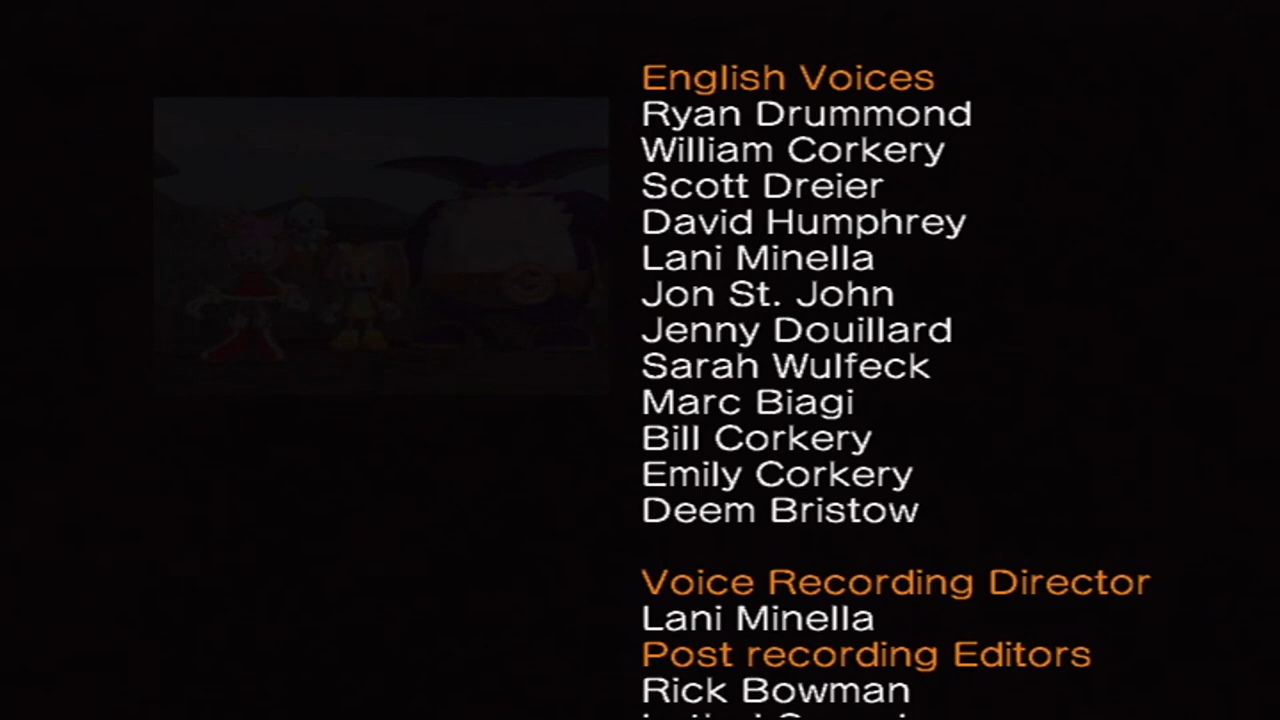 English Voices
Ryan Drummond
William Corkery
Scott Dreier
David Humphrey
Lani Minella
Jon St. John
Jenny Douillard
Sarah Wulfeck
Marc Biagi
Bill Corkery
Emily Corkery
Deem Bristow
Voice Recording Director
Lani Minella
Post recording Editors
Rick Bowman